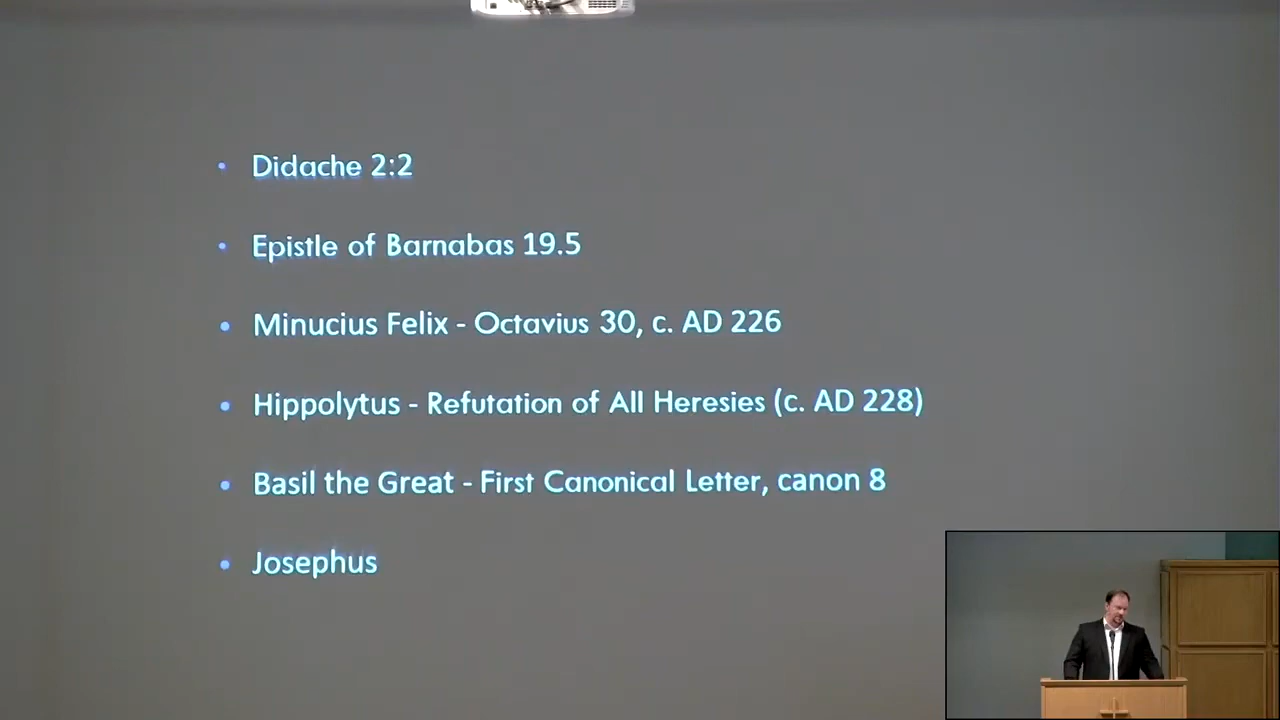 • Didache 2:2
• Epistle of Barnabas 19.5
• Minucius Felix - Octavius 30, c. AD 226
• Hippolytus - Refutation of All Heresies (c. AD 228)
• Basil the Great - First Canonical Letter, canon 8
• Josephus